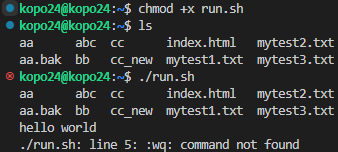 kopo24@kopo24:~$ chmod +x run.sh
kopo24@kopo24:~$ ls
aa abc cc index.html mytest2.txt
aa.bak bb cc_new mytest1.txt mytest3.txt
kopo24@kopo24:~$ ./run.sh
aa abc cc index.html mytest2.txt
aa.bak bb cc_new mytest1.txt mytest3.txt
hello world
./run.sh: line 5: :wq: command not found